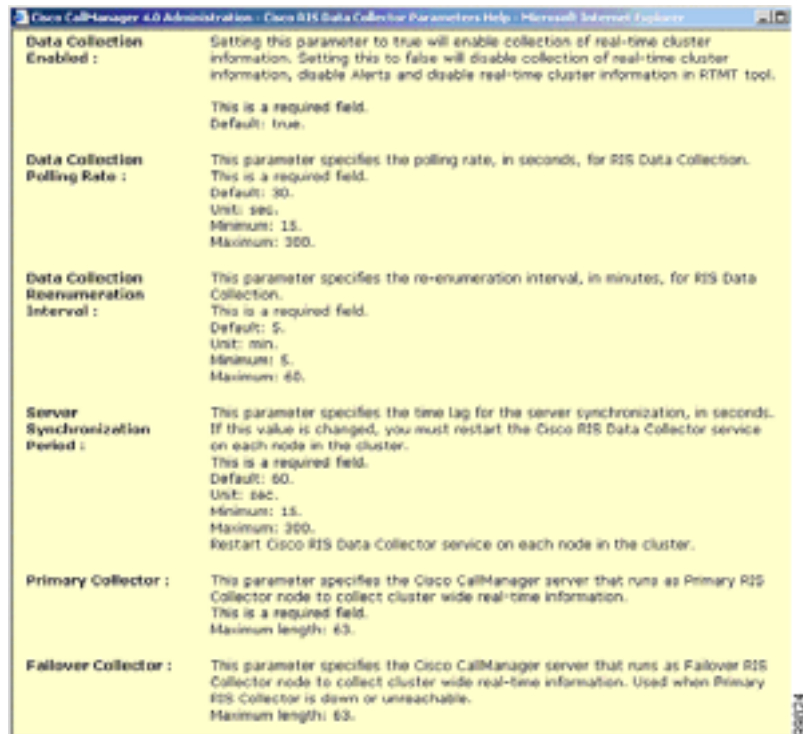 Cisco CallManager 4.0 Administration - Cisco RIS Data Collector Parameters Help - Microsoft Internet Explorer
Data Collection Enabled :
Setting this parameter to true will enable collection of real-time cluster
information. Setting this to false will disable collection of real-time cluster
information, disable Alerts and disable real-time cluster information in RTMT tool.
This is a required field.
Default: true.
Data Collection Polling Rate :
This parameter specifies the polling rate, in seconds, for RIS Data Collection.
This is a required field.
Default: 30.
Unit: sec.
Minimum: 15.
Maximum: 300.
Data Collection Reenumeration Interval :
This parameter specifies the re-enumeration interval, in minutes, for RIS Data
Collection.
This is a required field.
Default: 5.
Unit: min.
Minimum: 5.
Maximum: 60.
Server Synchronization Period :
This parameter specifies the time lag for the server synchronization, in seconds.
If this value is changed, you must restart the Cisco RIS Data Collector service
on each node in the cluster.
This is a required field.
Default: 60.
Unit: sec.
Minimum: 15.
Maximum: 300.
Restart Cisco RIS Data Collector service on each node in the cluster.
Primary Collector :
This parameter specifies the Cisco CallManager server that runs as Primary RIS
Collector node to collect cluster wide real-time information.
This is a required field.
Maximum length: 63.
Failover Collector :
This parameter specifies the Cisco CallManager server that runs as Failover RIS
Collector node to collect cluster wide real-time information. Used when Primary
RIS Collector is down or unreachable.
Maximum length: 63.